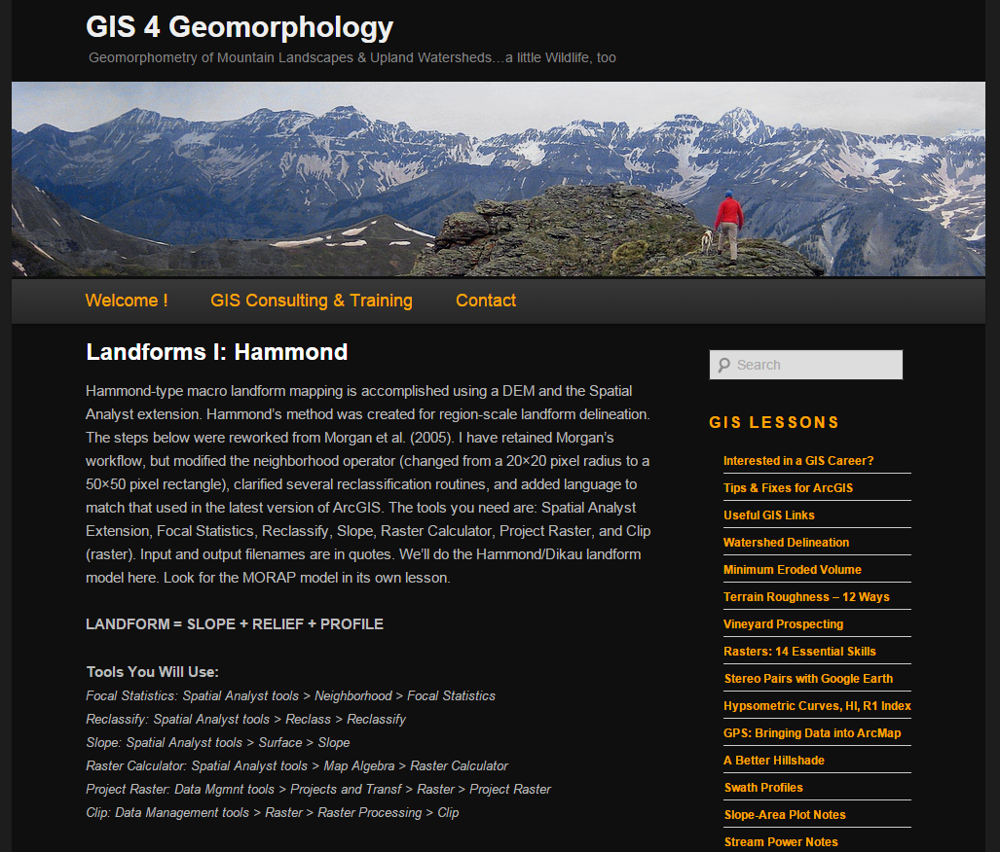 GIS 4 Geomorphology
Geomorphometry of Mountain Landscapes & Upland Watersheds…a little Wildlife, too
Welcome !
GIS Consulting & Training
Contact
Landforms I: Hammond
Hammond-type macro landform mapping is accomplished using a DEM and the Spatial
Analyst extension. Hammond’s method was created for region-scale landform delineation.
The steps below were reworked from Morgan et al. (2005). I have retained Morgan’s
workflow, but modified the neighborhood operator (changed from a 20×20 pixel radius to a
50×50 pixel rectangle), clarified several reclassification routines, and added language to
match that used in the latest version of ArcGIS. The tools you need are: Spatial Analyst
Extension, Focal Statistics, Reclassify, Slope, Raster Calculator, Project Raster, and Clip
(raster). Input and output filenames are in quotes. We’ll do the Hammond/Dikau landform
model here. Look for the MORAP model in its own lesson.
LANDFORM = SLOPE + RELIEF + PROFILE
Tools You Will Use:
Focal Statistics: Spatial Analyst tools > Neighborhood > Focal Statistics
Reclassify: Spatial Analyst tools > Reclass > Reclassify
Slope: Spatial Analyst tools > Surface > Slope
Raster Calculator: Spatial Analyst tools > Map Algebra > Raster Calculator
Project Raster: Data Mgmnt tools > Projects and Transf > Raster > Project Raster
Clip: Data Management tools > Raster > Raster Processing > Clip
Search
GIS LESSONS
Interested in a GIS Career?
Tips & Fixes for ArcGIS
Useful GIS Links
Watershed Delineation
Minimum Eroded Volume
Terrain Roughness – 12 Ways
Vineyard Prospecting
Rasters: 14 Essential Skills
Stereo Pairs with Google Earth
Hypsometric Curves, HI, R1 Index
GPS: Bringing Data into ArcMap
A Better Hillshade
Swath Profiles
Slope-Area Plot Notes
Stream Power Notes